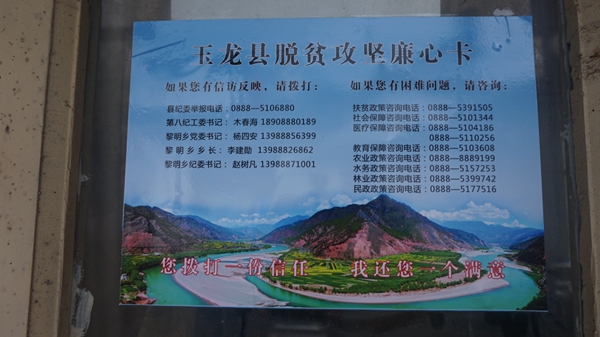 玉龙县脱贫攻坚廉心卡
如果您有信访反映，请拨打：
县纪委举报电话：0888—5106880
第八纪工委书记： 木春海 18908880189
黎明乡党委书记： 杨四安 13988856399
黎 明 乡 乡 长： 李建勋 13988826862
黎明乡纪委书记： 赵树凡 13988871001
如果您有困难问题，请咨询：
扶贫政策咨询电话：0888—5391505
社会保障咨询电话：0888—5101344
医疗保障咨询电话：0888—5104186
0888—5110256
教育保障咨询电话：0888—5103608
农业政策咨询电话：0888—8889199
水务政策咨询电话：0888—5157253
林业政策咨询电话：0888—5399742
民政政策咨询电话：0888—5177516
您拨打一份信任 我还您一个满意